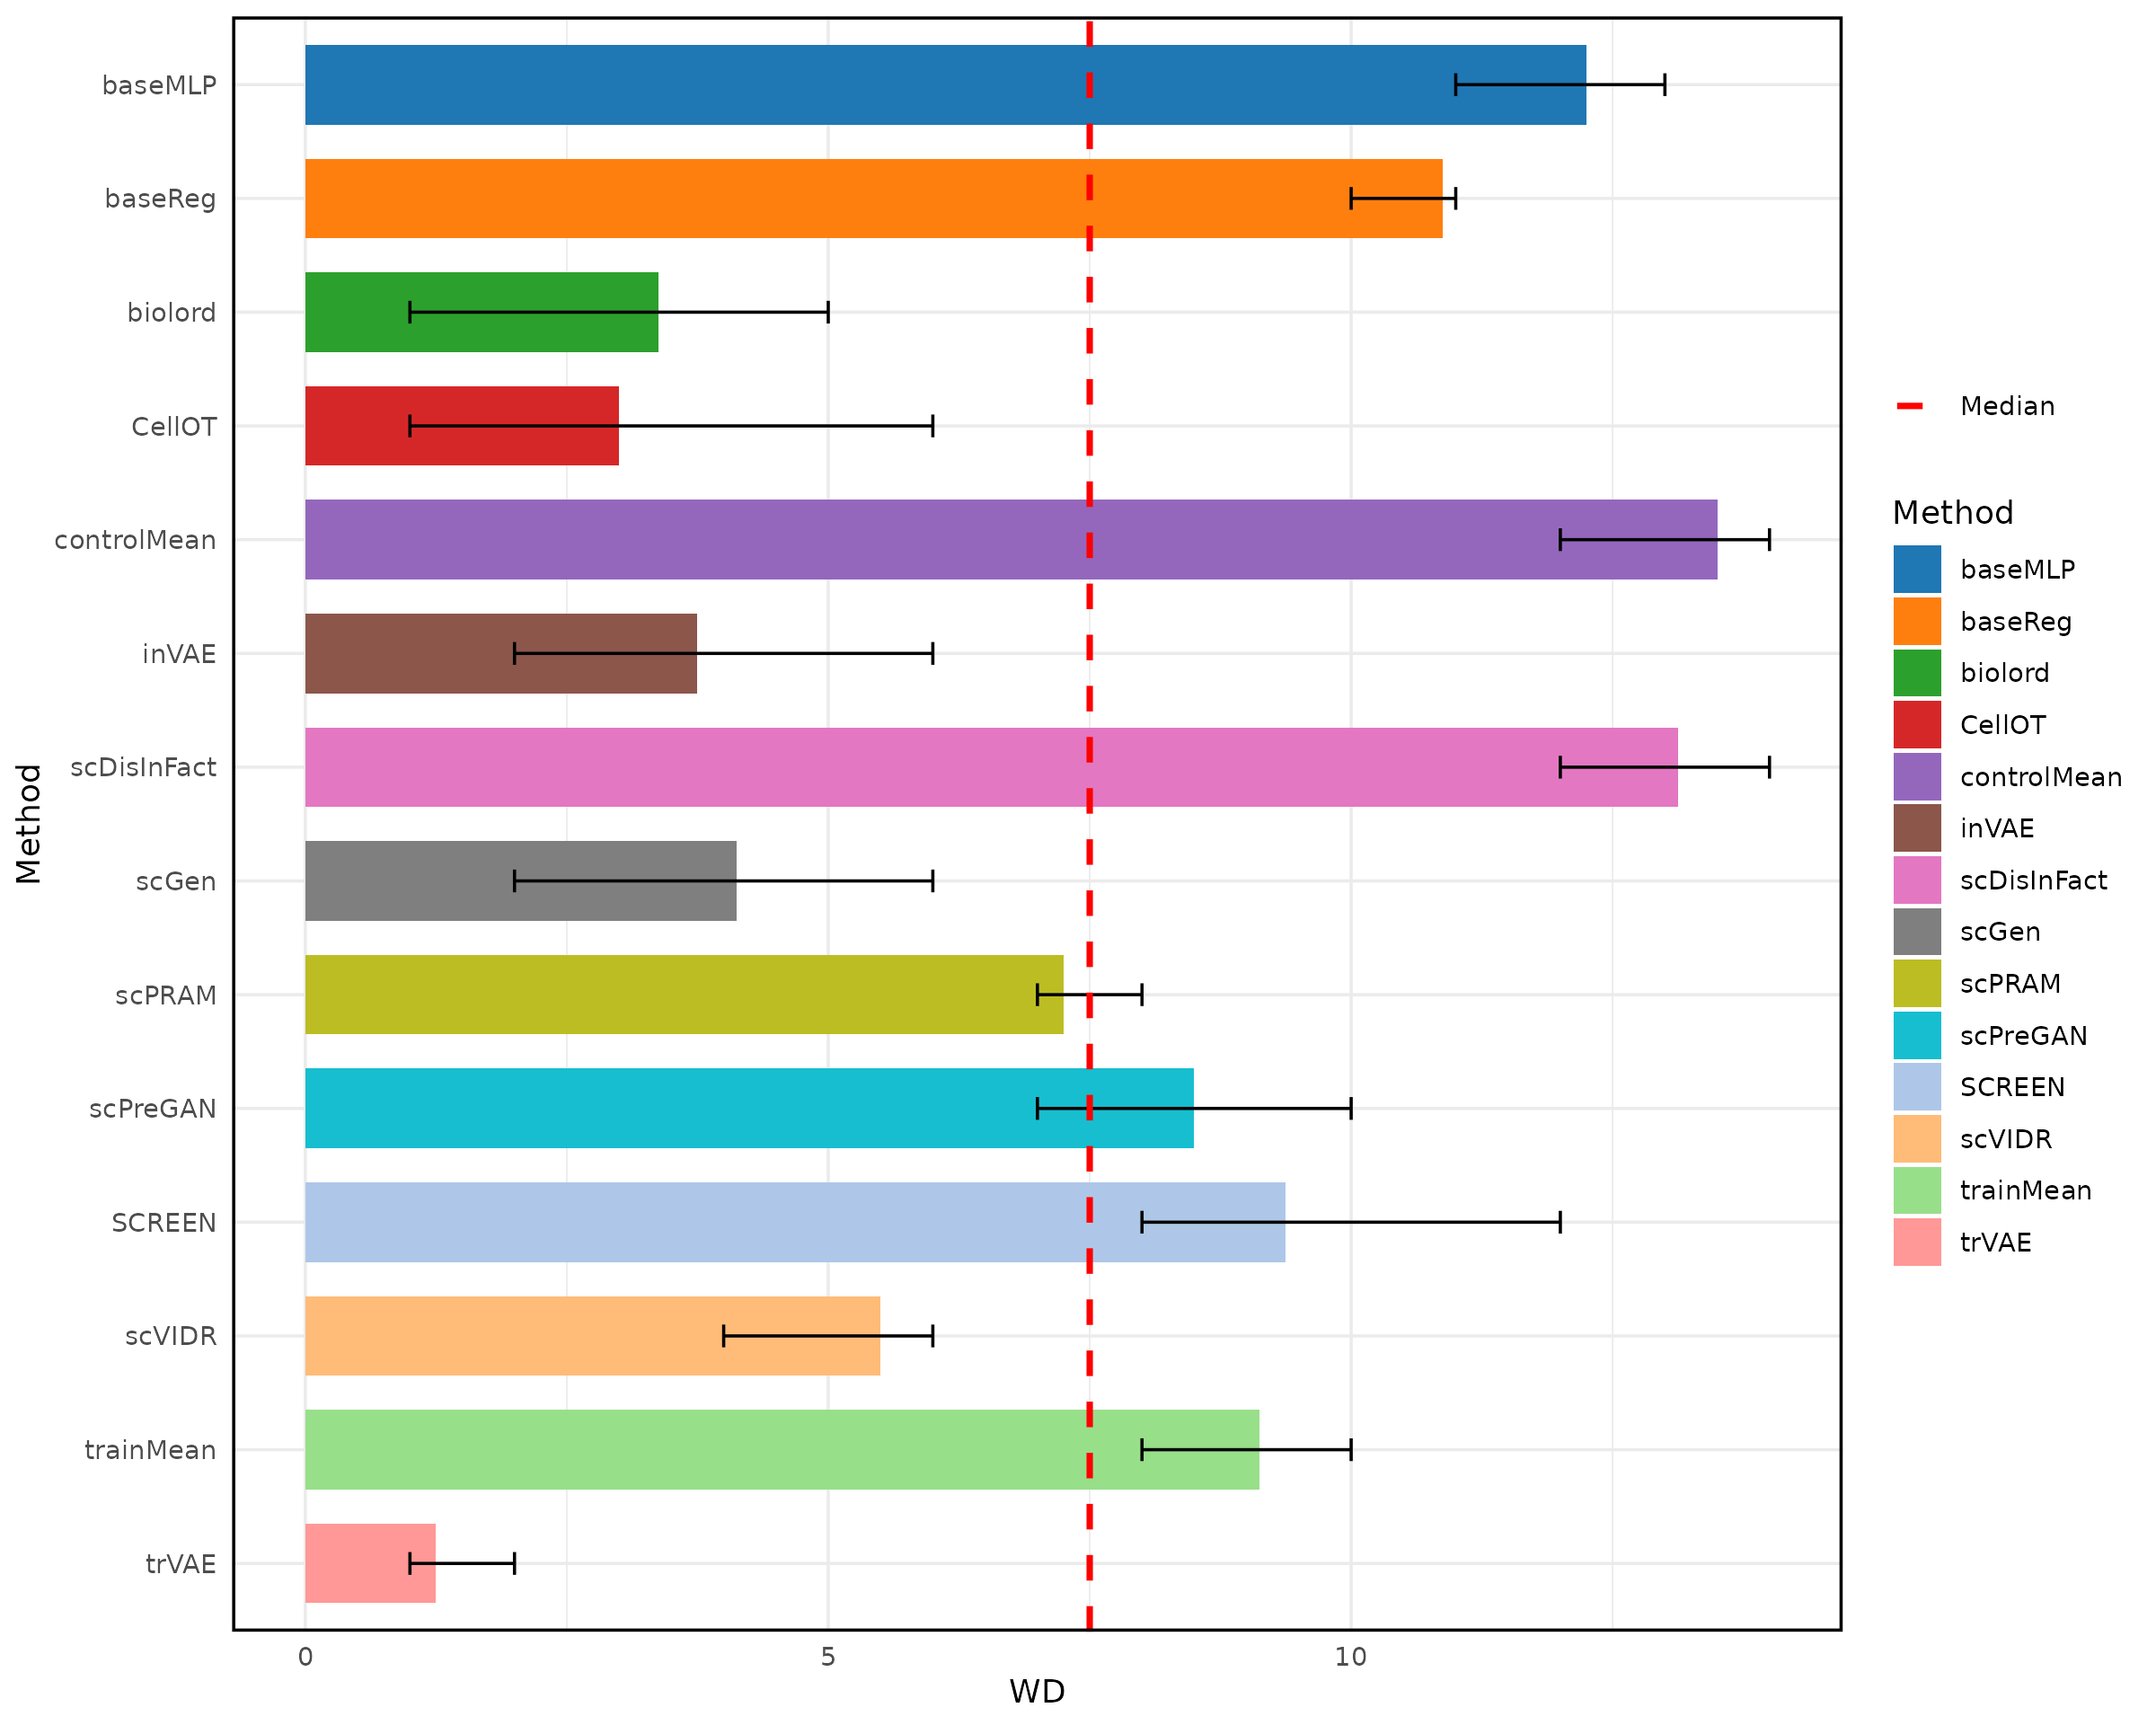 baseMLP
baseReg
biolord
CellOT
controlMean
inVAE
scDisInFact
scGen
scPRAM
scPreGAN
SCREEN
scVIDR
trainMean
trVAE
Method
0 5 10
WD
Median
Method
baseMLP
baseReg
biolord
CellOT
controlMean
inVAE
scDisInFact
scGen
scPRAM
scPreGAN
SCREEN
scVIDR
trainMean
trVAE